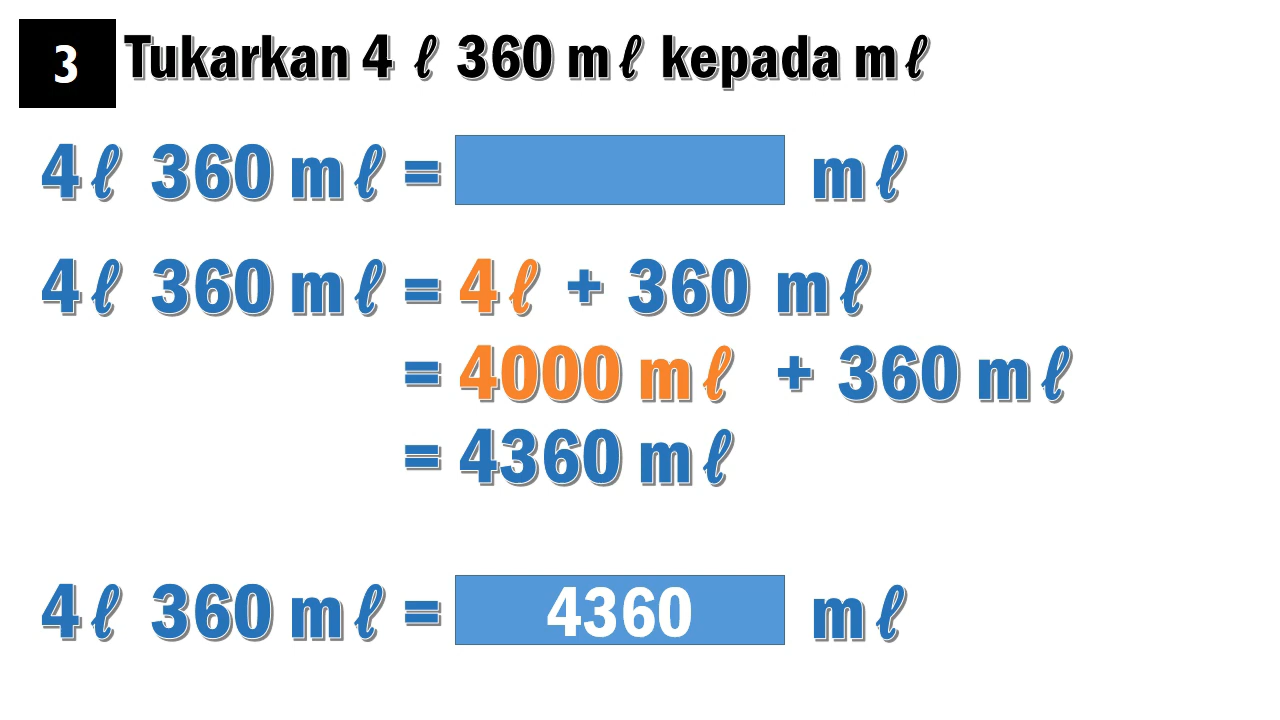 3 Tukarkan 4 ℓ 360 mℓ kepada mℓ
4ℓ 360 mℓ = mℓ
4ℓ 360 mℓ = 4ℓ + 360 mℓ
= 4000 mℓ + 360 mℓ
= 4360 mℓ
4ℓ 360 mℓ = 4360 mℓ